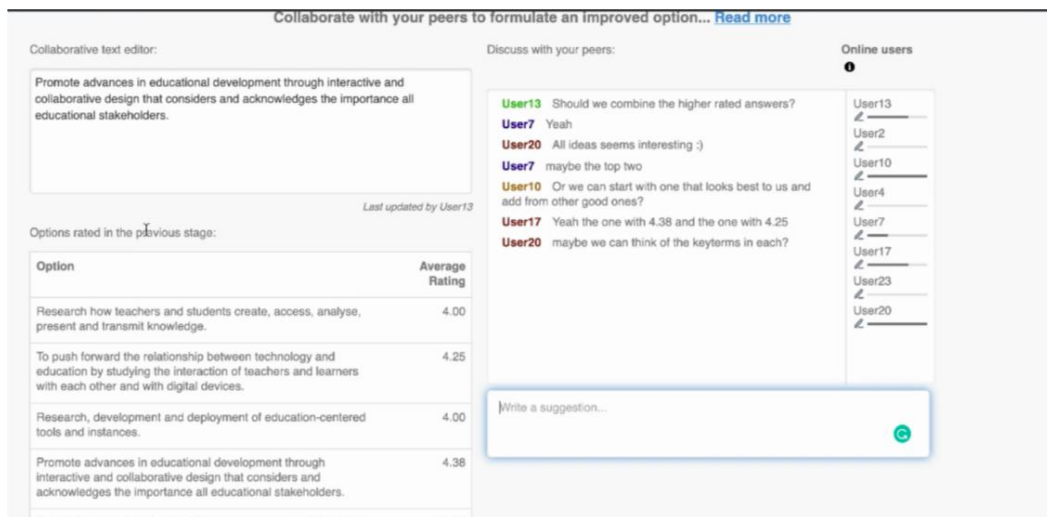 Collaborate with your peers to formulate an improved option... Read more
Collaborative text editor:
Promote advances in educational development through interactive and
collaborative design that considers and acknowledges the importance all
educational stakeholders.
Last updated by User13
Options rated in the previous stage:
Option
Average
Rating
Research how teachers and students create, access, analyse,
present and transmit knowledge.
4.00
To push forward the relationship between technology and
education by studying the interaction of teachers and learners
with each other and with digital devices.
4.25
Research, development and deployment of education-centered
tools and instances.
4.00
Promote advances in educational development through
interactive and collaborative design that considers and
acknowledges the importance all educational stakeholders.
4.38
Discuss with your peers:
User13 Should we combine the higher rated answers?
User7 Yeah
User20 All ideas seems interesting :)
User7 maybe the top two
User10 Or we can start with one that looks best to us and
add from other good ones?
User17 Yeah the one with 4.38 and the one with 4.25
User20 maybe we can think of the keyterms in each?
Write a suggestion...
Online users
User13
User2
User10
User4
User7
User17
User23
User20